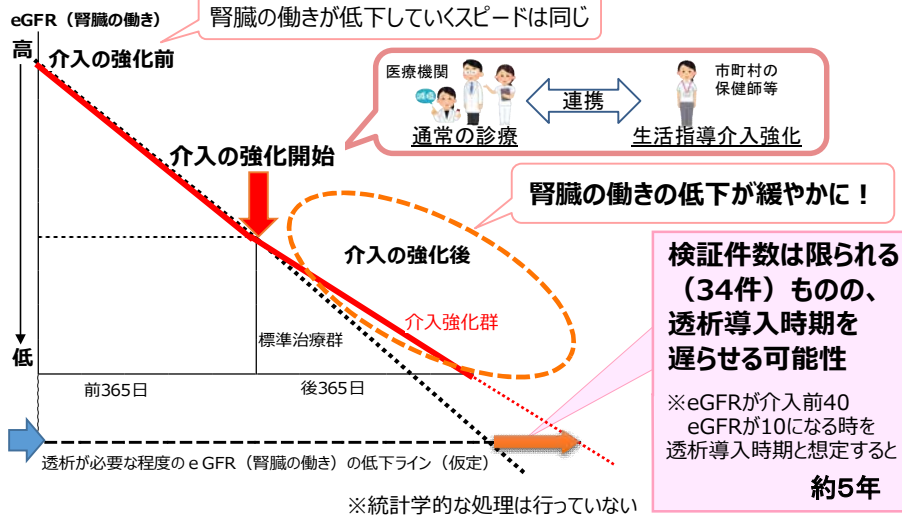 eGFR（腎臓の働き）
腎臓の働きが低下していくスピードは同じ
高
介入の強化前
医療機関
減塩
通常の診療
連携
市町村の
保健師等
生活指導介入強化
介入の強化開始
腎臓の働きの低下が緩やかに！
介入の強化後
検証件数は限られる
（34件）ものの、
透析導入時期を
遅らせる可能性
介入強化群
標準治療群
低
前365日
後365日
※eGFRが介入前40
eGFRが10になる時を
透析導入時期と想定すると
約5年
透析が必要な程度のｅGFR（腎臓の働き）の低下ライン（仮定）
※統計学的な処理は行っていない